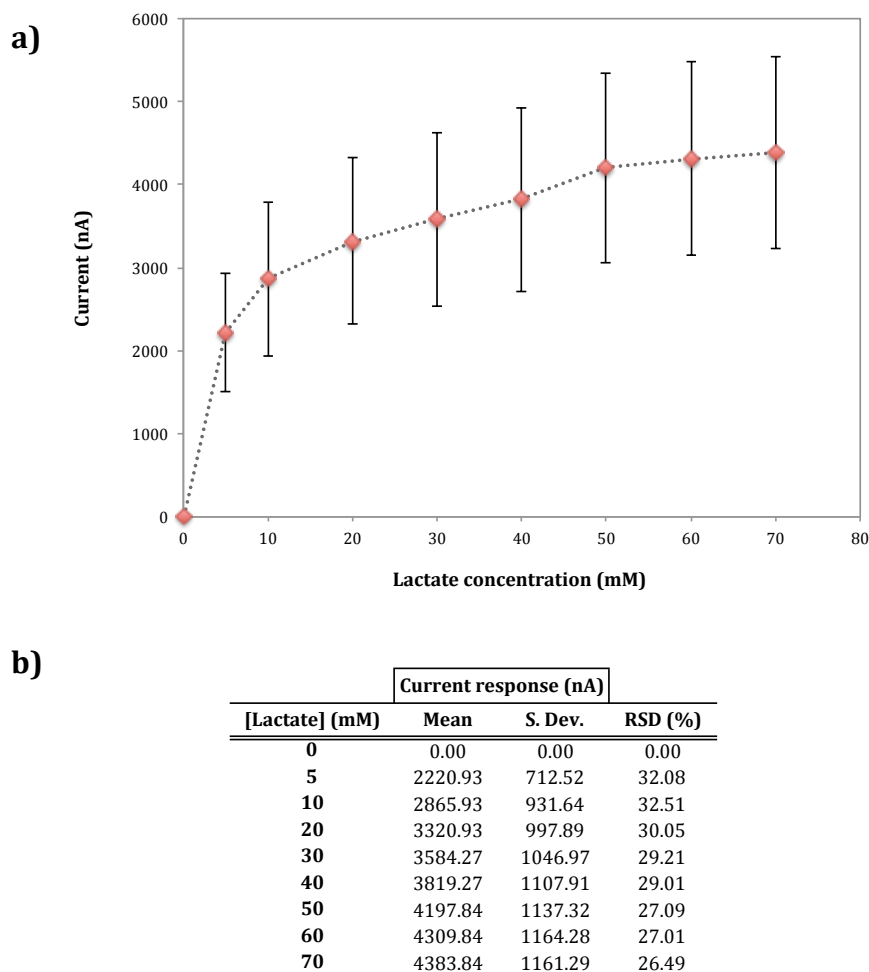 a)
6000
5000
4000
3000
2000
1000
0
Current (nA)
0 10 20 30 40 50 60 70 80
Lactate concentration (mM)
b)
Current response (nA)
[Lactate] (mM) Mean S. Dev. RSD (%)
0 0.00 0.00 0.00
5 2220.93 712.52 32.08
10 2865.93 931.64 32.51
20 3320.93 997.89 30.05
30 3584.27 1046.97 29.21
40 3819.27 1107.91 29.01
50 4197.84 1137.32 27.09
60 4309.84 1164.28 27.01
70 4383.84 1161.29 26.49